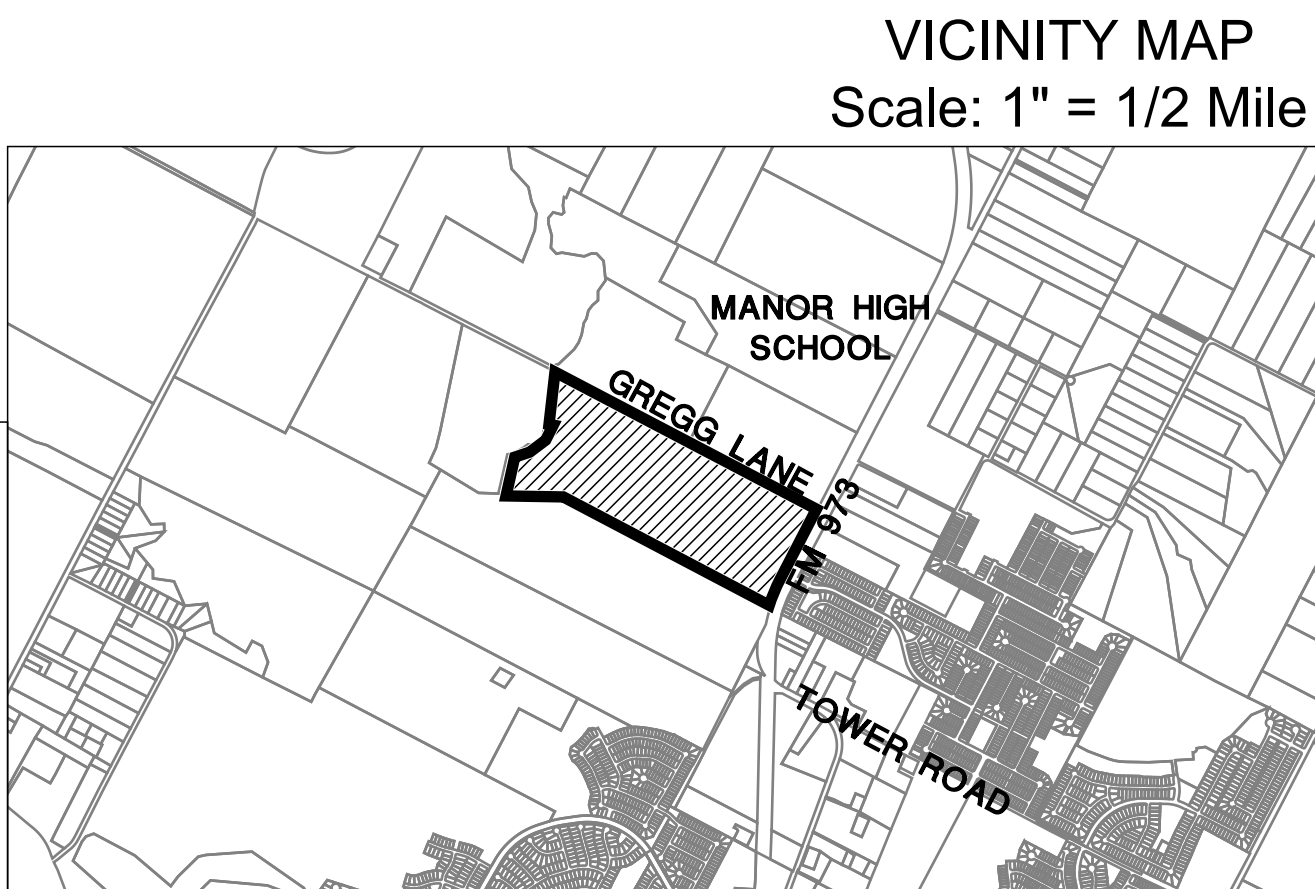 VICINITY MAP
Scale: 1" = 1/2 Mile
MANOR HIGH
SCHOOL
GREGG LANE
FM 973
TOWER ROAD